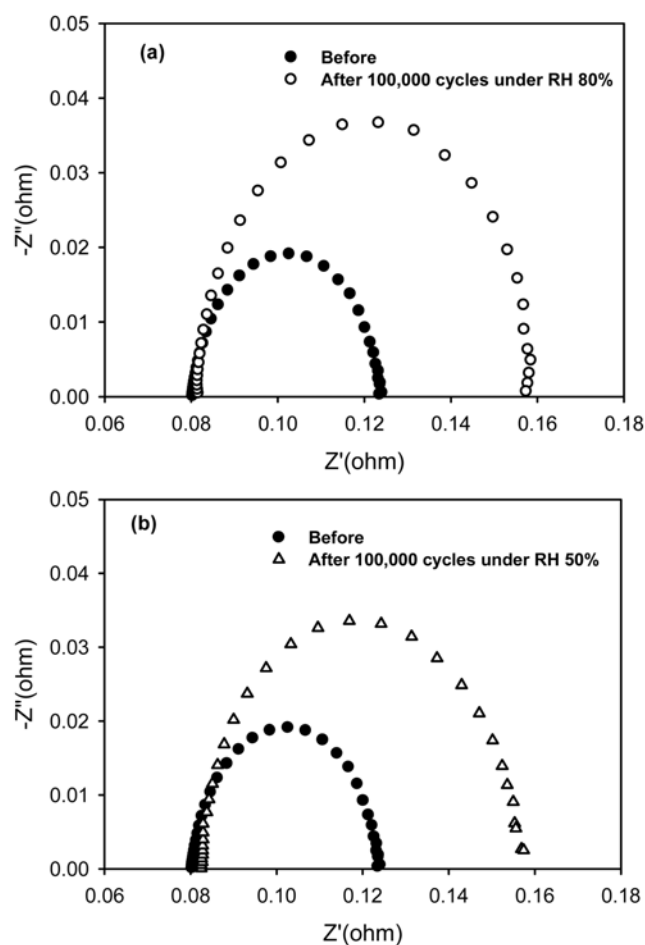 0.05
(a)
● Before
○ After 100,000 cycles under RH 80%
0.04
0.03
-Z"(ohm)
0.02
0.01
0.00
0.06 0.08 0.10 0.12 0.14 0.16 0.18
Z'(ohm)
0.05
(b)
● Before
△ After 100,000 cycles under RH 50%
0.04
0.03
-Z"(ohm)
0.02
0.01
0.00
0.06 0.08 0.10 0.12 0.14 0.16 0.18
Z'(ohm)